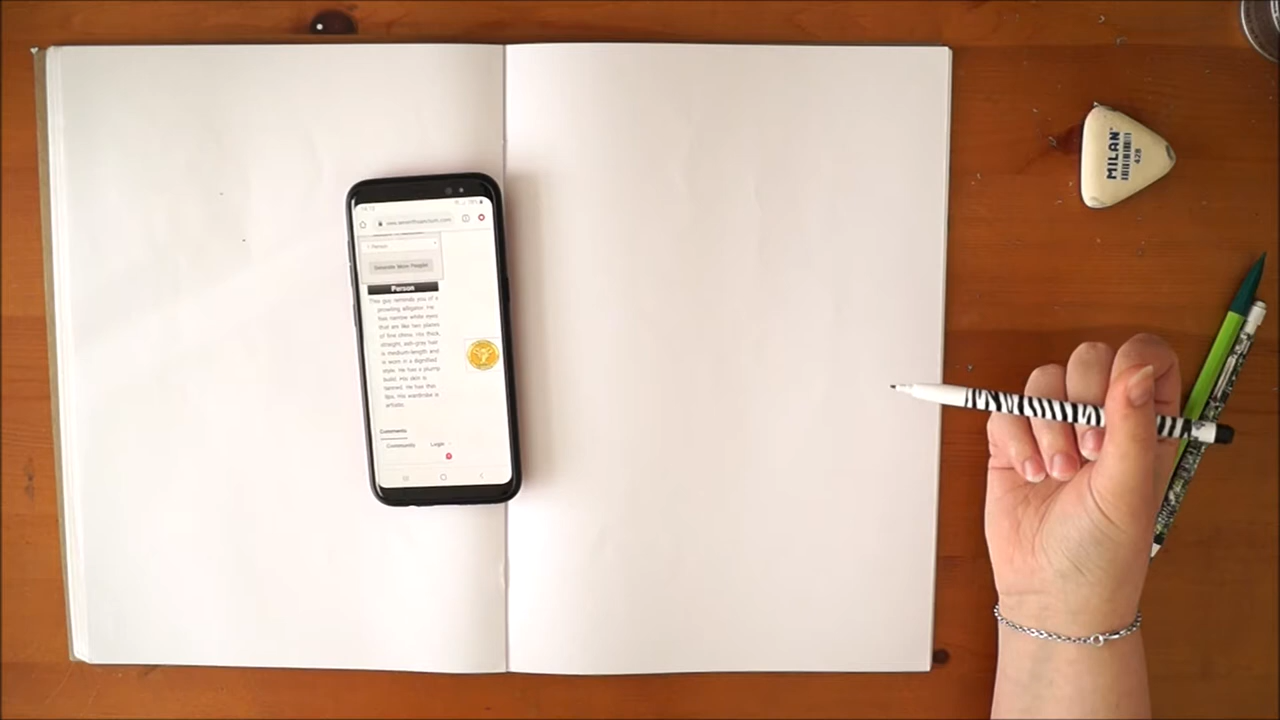 1 Person
Generate More People
Person
This guy reminds you of a
prowling alligator. He
has narrow white eyes
that are like two planes
of fine china. His thick,
straight, ash-gray hair
is medium-length and
is worn in a dignified
style. He has a plump
build. His skin is
tanned. He has thin
lips. His wardrobe is
artistic.
Comments
Community
Login
MILAN
428